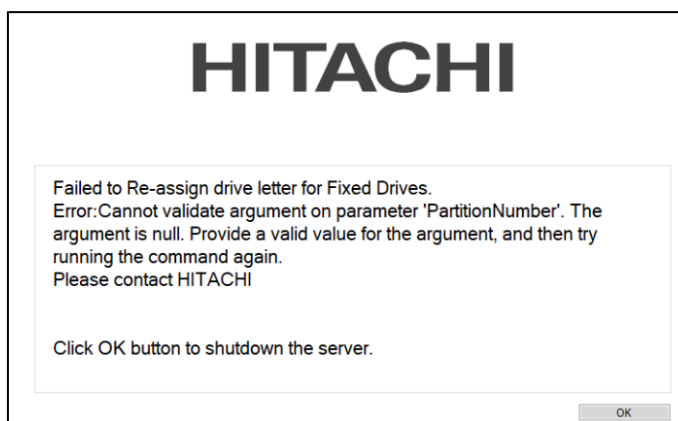 HITACHI
Failed to Re-assign drive letter for Fixed Drives.
Error:Cannot validate argument on parameter 'PartitionNumber'. The
argument is null. Provide a valid value for the argument, and then try
running the command again.
Please contact HITACHI
Click OK button to shutdown the server.
OK